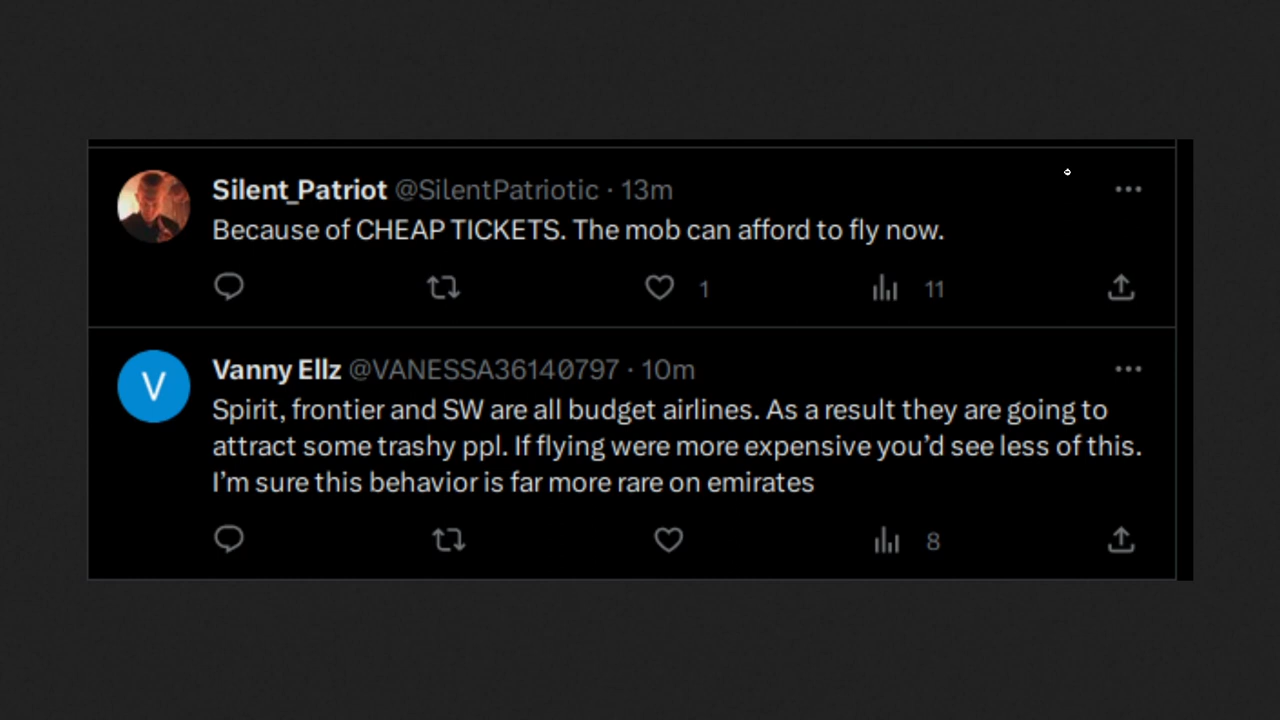 Silent_Patriot @SilentPatriotic · 13m
Because of CHEAP TICKETS. The mob can afford to fly now.
1 11
V
Vanny Ellz @VANESSA36140797 · 10m
Spirit, frontier and SW are all budget airlines. As a result they are going to
attract some trashy ppl. If flying were more expensive you’d see less of this.
I’m sure this behavior is far more rare on emirates
8